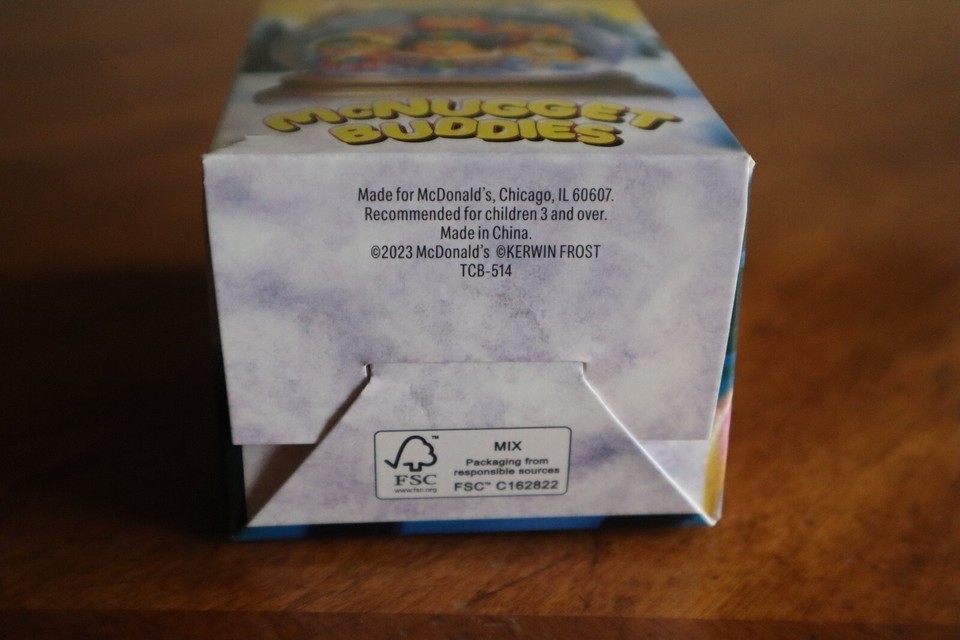 McNUGGET
BUDDIES
Made for McDonald's, Chicago, IL 60607.
Recommended for children 3 and over.
Made in China.
©2023 McDonald's ©KERWIN FROST
TCB-514
FSC™
www.fsc.org
MIX
Packaging from
responsible sources
FSC™ C162822